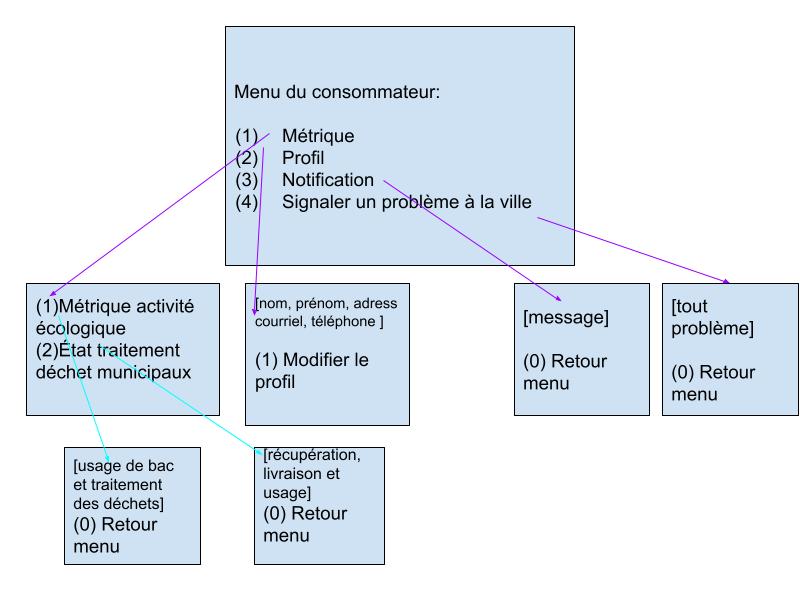 Menu du consommateur:
(1) Métrique
(2) Profil
(3) Notification
(4) Signaler un problème à la ville
(1)Métrique activité
écologique
(2)État traitement
déchet municipaux
[nom, prénom, adress
courriel, téléphone ]
(1) Modifier le
profil
[message]
(0) Retour
menu
[tout
problème]
(0) Retour
menu
[usage de bac
et traitement
des déchets]
(0) Retour
menu
[récupération,
livraison et
usage]
(0) Retour
menu